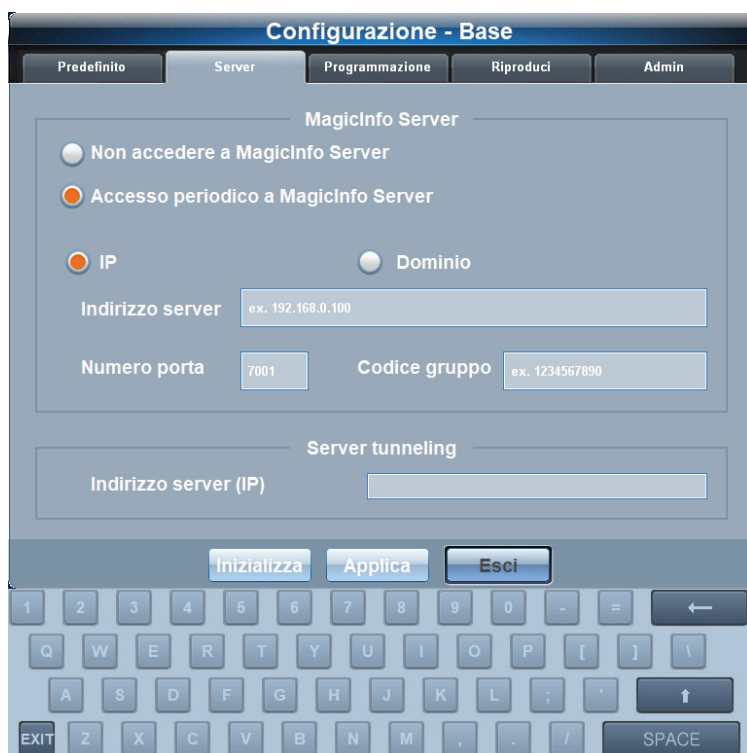 Configurazione - Base
Predefinito Server Programmazione Riproduci Admin
MagicInfo Server
Non accedere a MagicInfo Server
Accesso periodico a MagicInfo Server
IP Dominio
Indirizzo server ex. 192.168.0.100
Numero porta 7001 Codice gruppo ex. 1234567890
Server tunneling
Indirizzo server (IP)
Inizializza Applica Esci
1 2 3 4 5 6 7 8 9 0 - =
Q W E R T Y U I O P [ ] \
A S D F G H J K L ; '
EXIT Z X C V B N M , . / SPACE